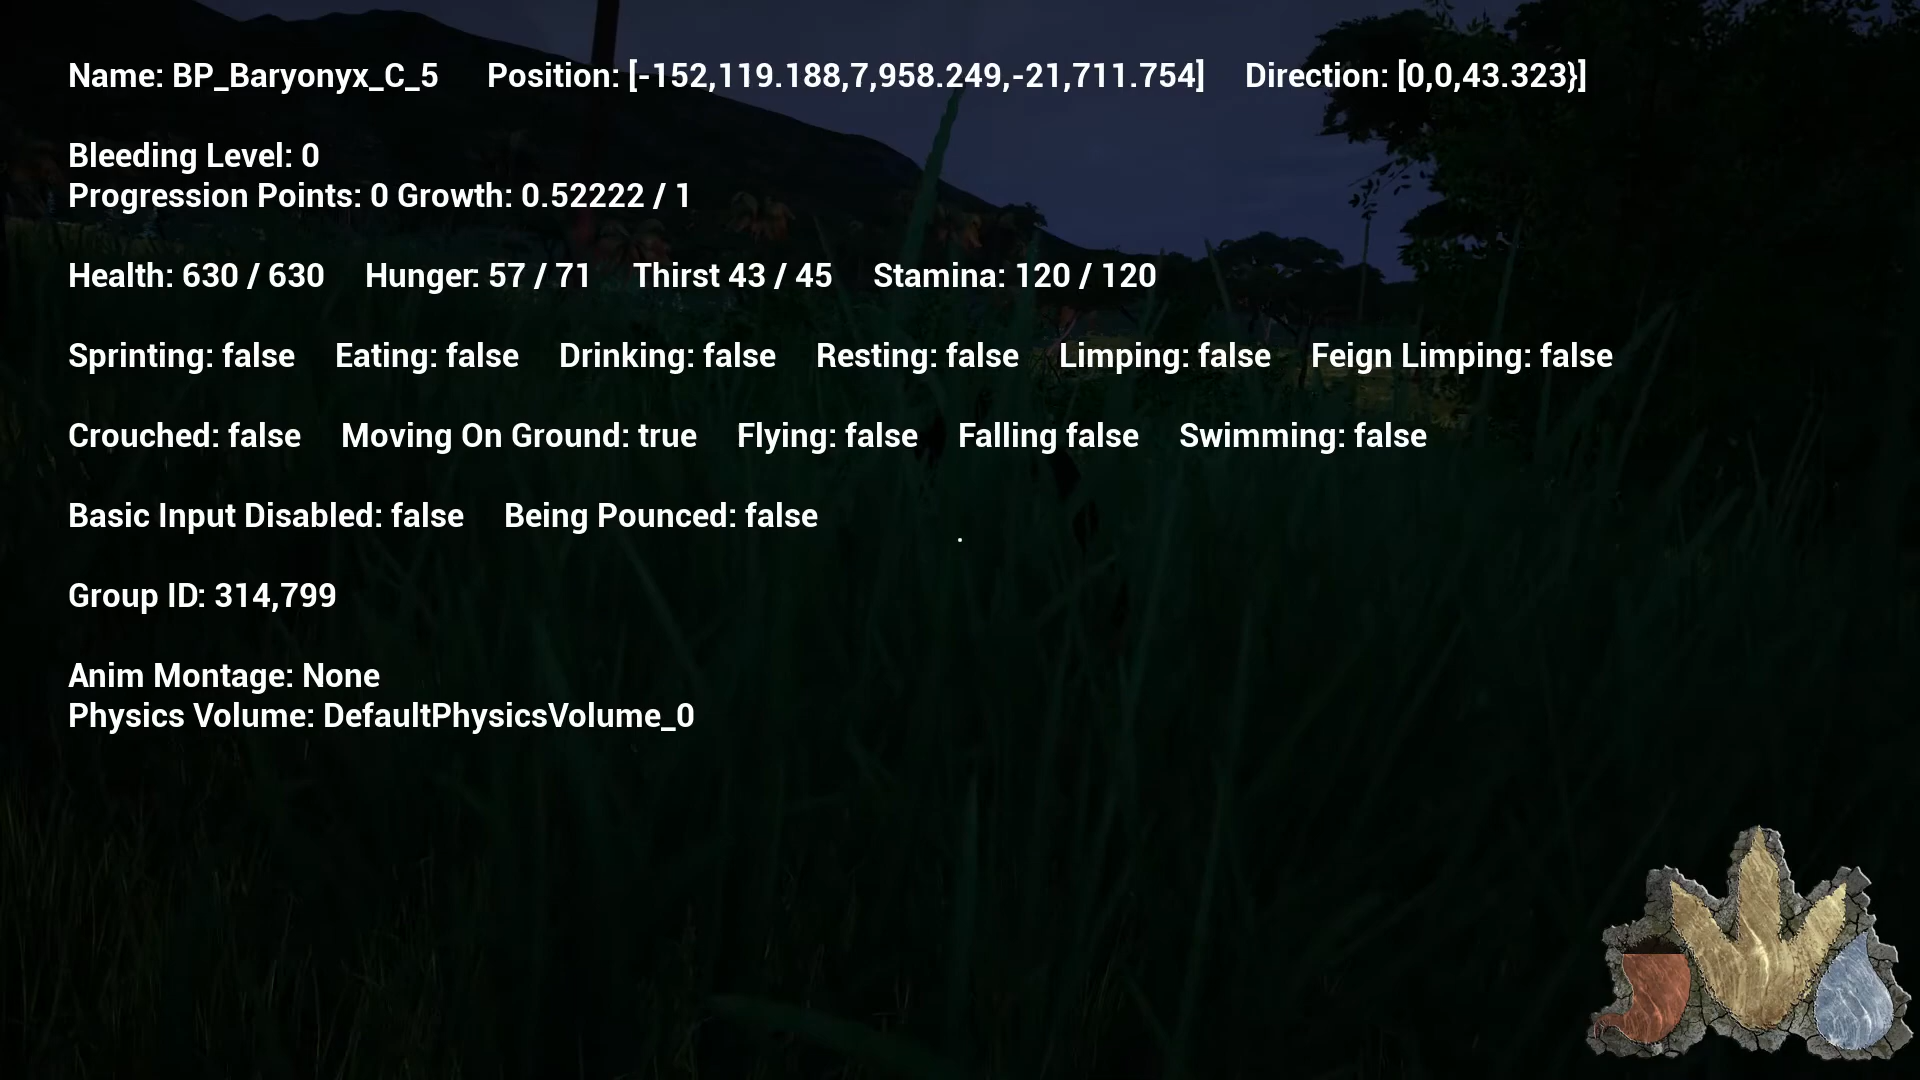 Name: BP_Baryonyx_C_5 Position: [-152,119.188,7,958.249,-21,711.754] Direction: [0,0,43.323}]
Bleeding Level: 0
Progression Points: 0 Growth: 0.52222 / 1
Health: 630 / 630 Hunger: 57 / 71 Thirst 43 / 45 Stamina: 120 / 120
Sprinting: false Eating: false Drinking: false Resting: false Limping: false Feign Limping: false
Crouched: false Moving On Ground: true Flying: false Falling false Swimming: false
Basic Input Disabled: false Being Pounced: false
Group ID: 314,799
Anim Montage: None
Physics Volume: DefaultPhysicsVolume_0